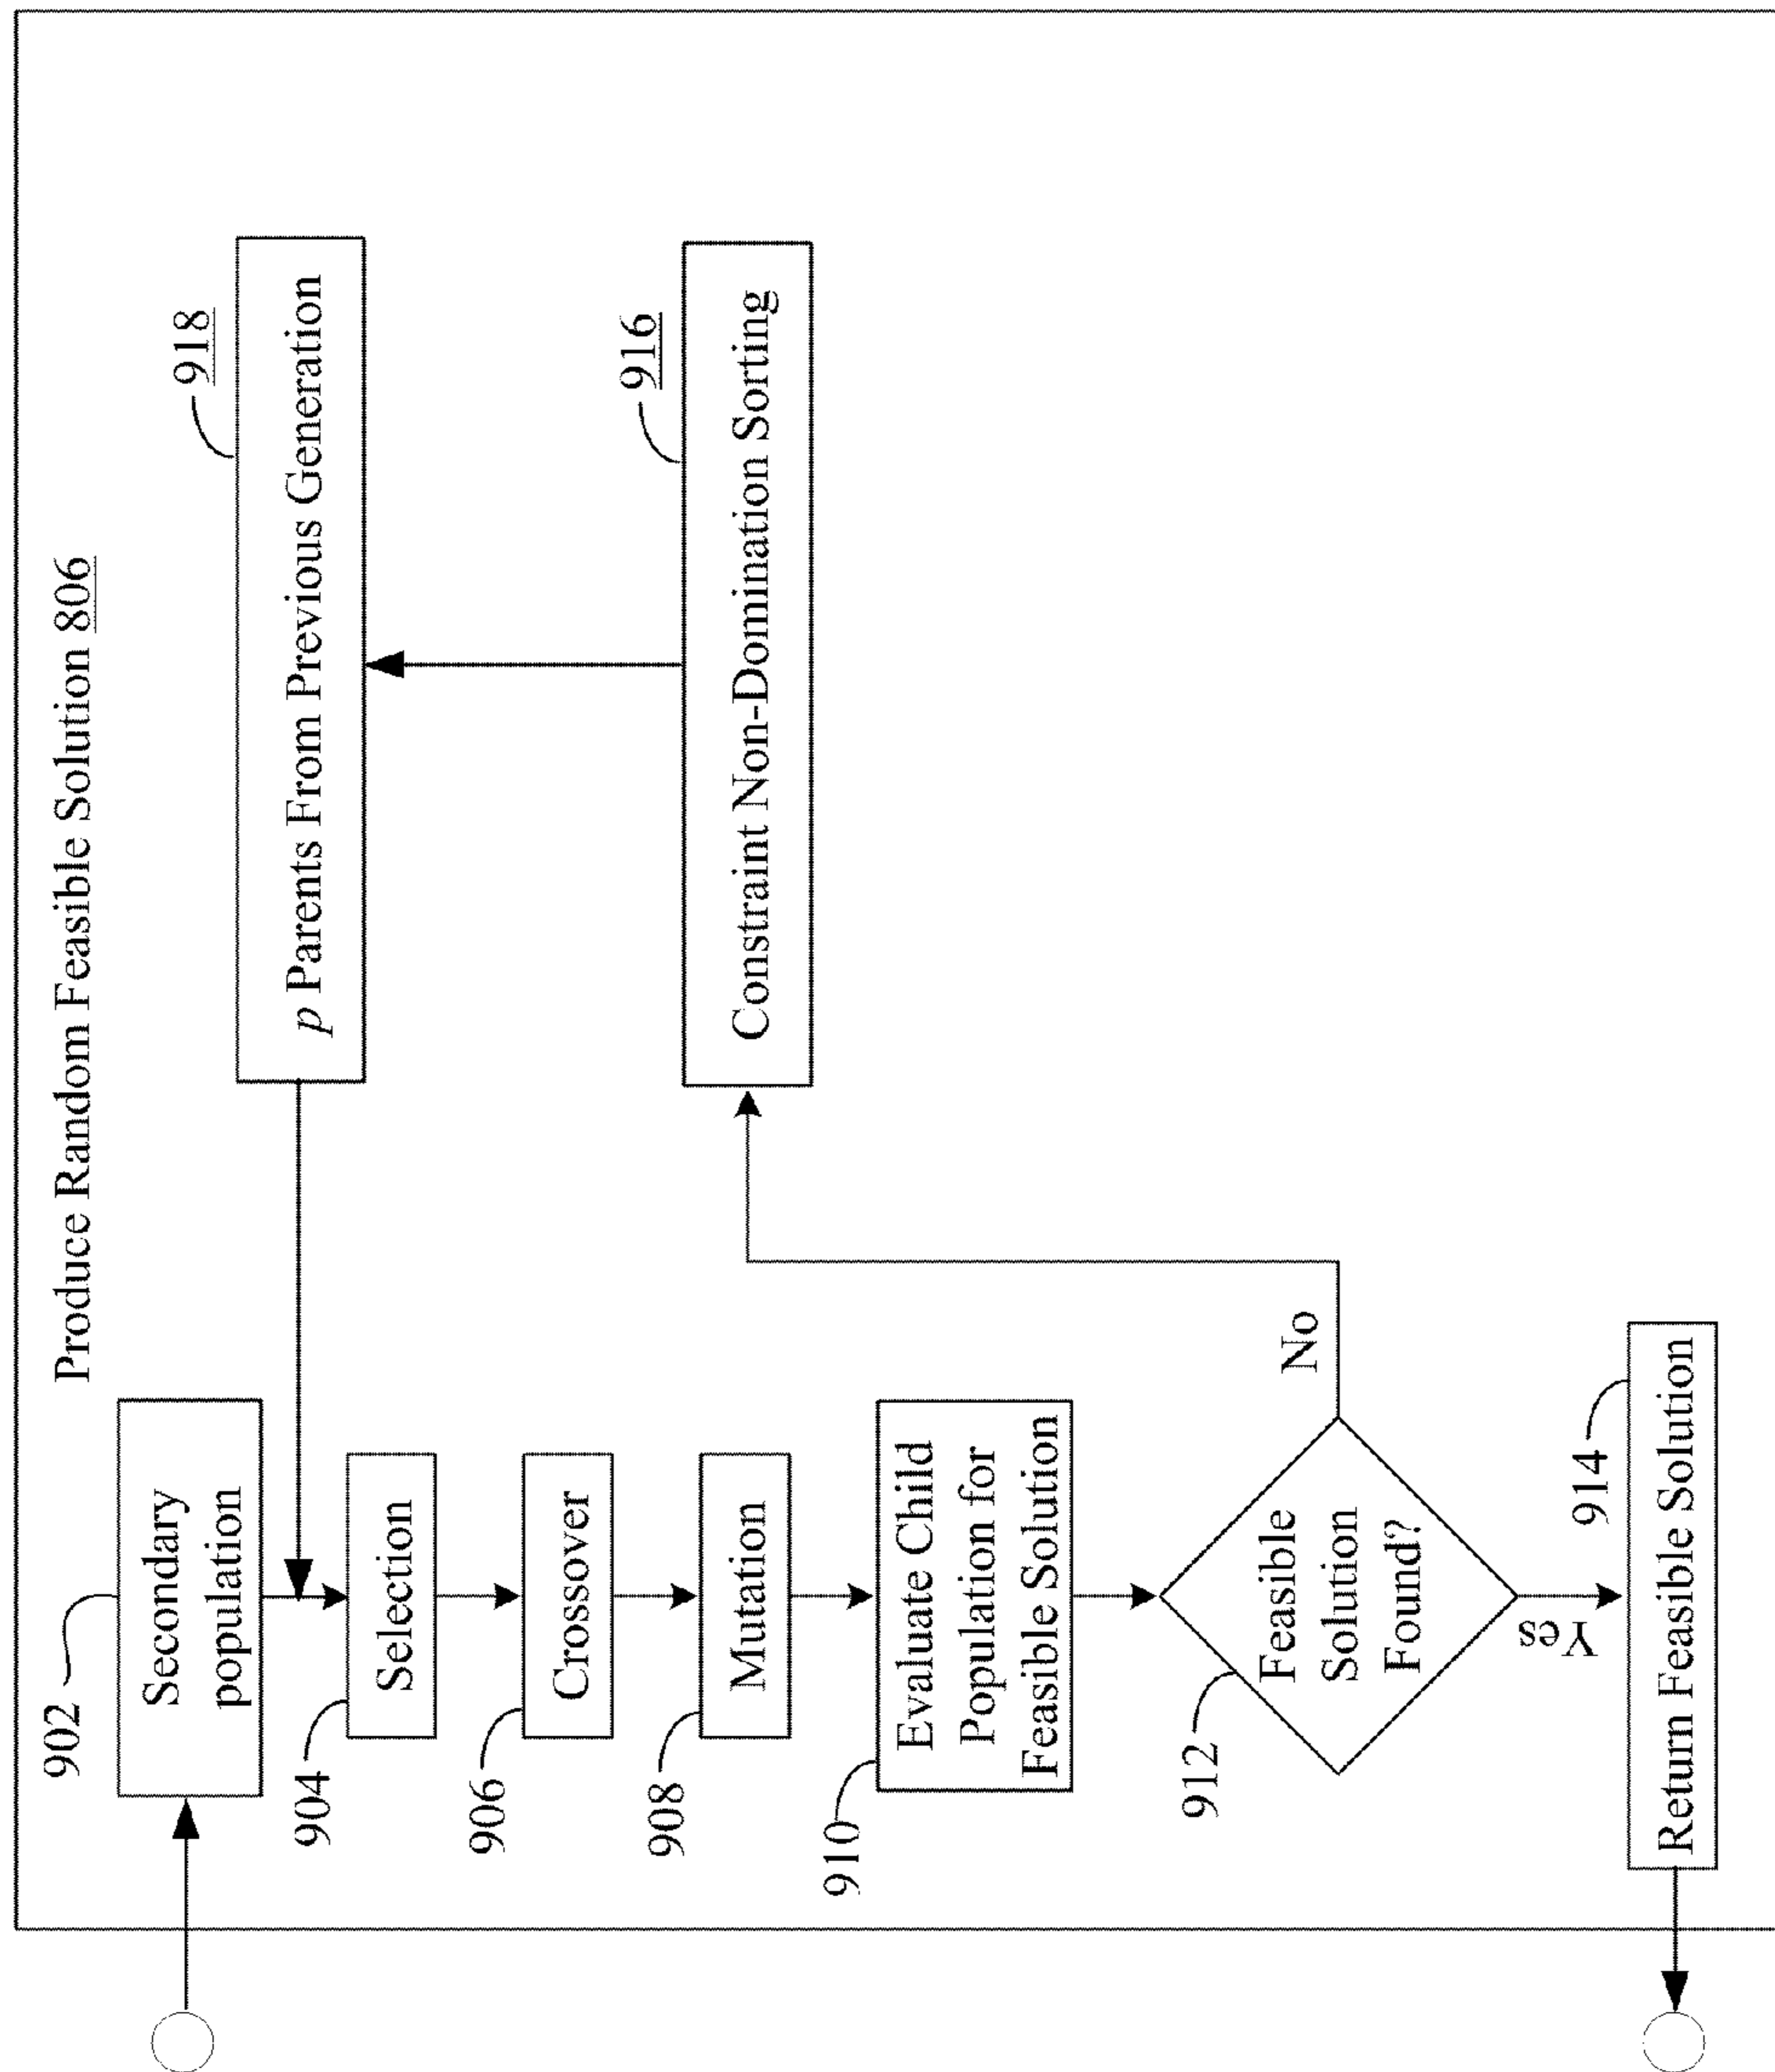 Produce Random Feasible Solution 806
902
Secondary
population
904
Selection
906
Crossover
908
Mutation
910
Evaluate Child
Population for
Feasible Solution
912
Feasible
Solution
Found?
No
Yes
914
Return Feasible Solution
916
Constraint Non-Domination Sorting
918
p Parents From Previous Generation